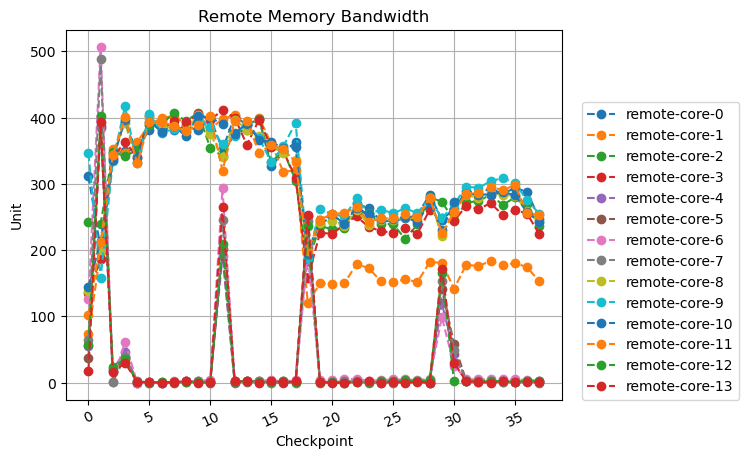 Remote Memory Bandwidth
Unit
500
400
300
200
100
0
0 5 10 15 20 25 30 35
Checkpoint
remote-core-0
remote-core-1
remote-core-2
remote-core-3
remote-core-4
remote-core-5
remote-core-6
remote-core-7
remote-core-8
remote-core-9
remote-core-10
remote-core-11
remote-core-12
remote-core-13